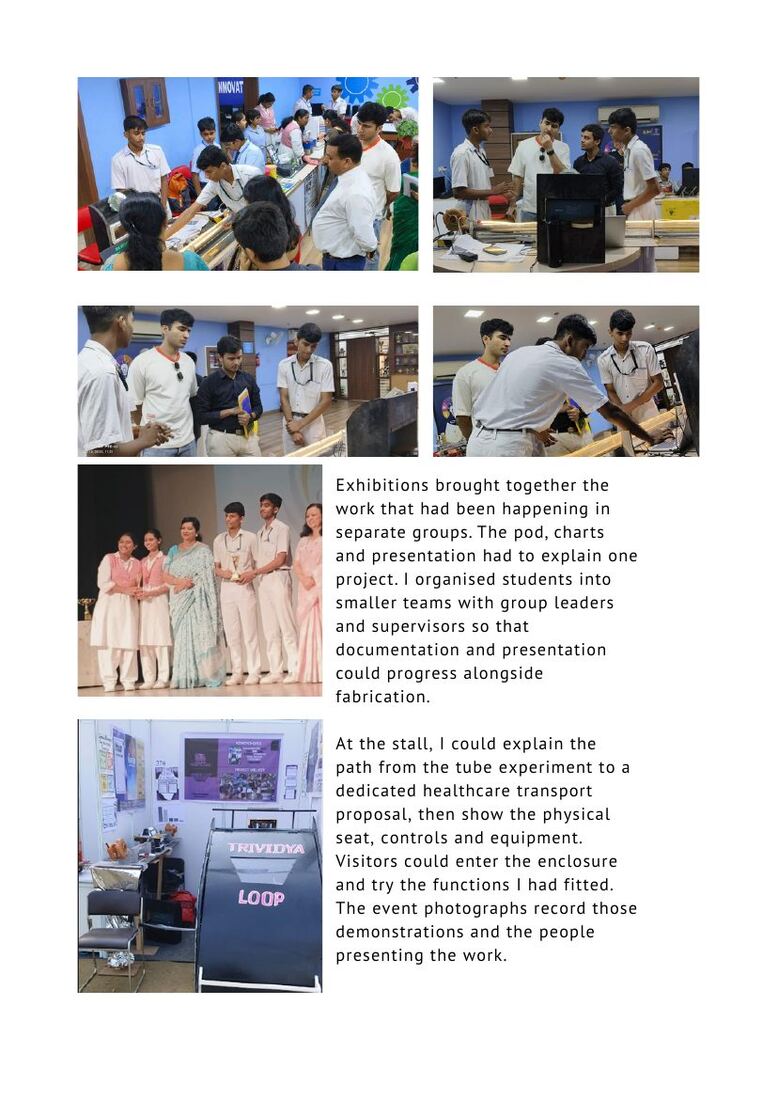 NNOVAT
Exhibitions brought together the
work that had been happening in
separate groups. The pod, charts
and presentation had to explain one
project. I organised students into
smaller teams with group leaders
and supervisors so that
documentation and presentation
could progress alongside
fabrication.
At the stall, I could explain the
path from the tube experiment to a
dedicated healthcare transport
proposal, then show the physical
seat, controls and equipment.
Visitors could enter the enclosure
and try the functions I had fitted.
The event photographs record those
demonstrations and the people
presenting the work.
TRIVIDYA
LOOP